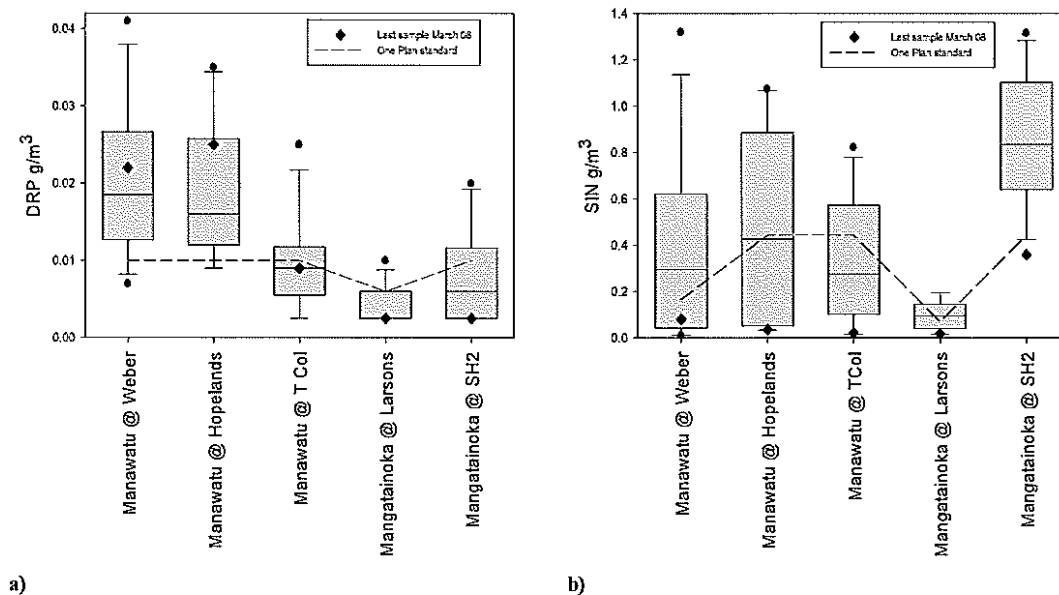 Last sample March 08
One Plan standard
0.04
0.03
0.02
0.01
0.00
DRP g/m³
Manawatu @ Weber
Manawatu @ Hopelands
Manawatu @ T Col
Mangatainoka @ Larsons
Mangatainoka @ SH2
a)
Last sample March 08
One Plan standard
1.4
1.2
1.0
0.8
0.6
0.4
0.2
0.0
SIN g/m³
Manawatu @ Weber
Manawatu @ Hopelands
Manawatu @ TCol
Mangatainoka @ Larsons
Mangatainoka @ SH2
b)